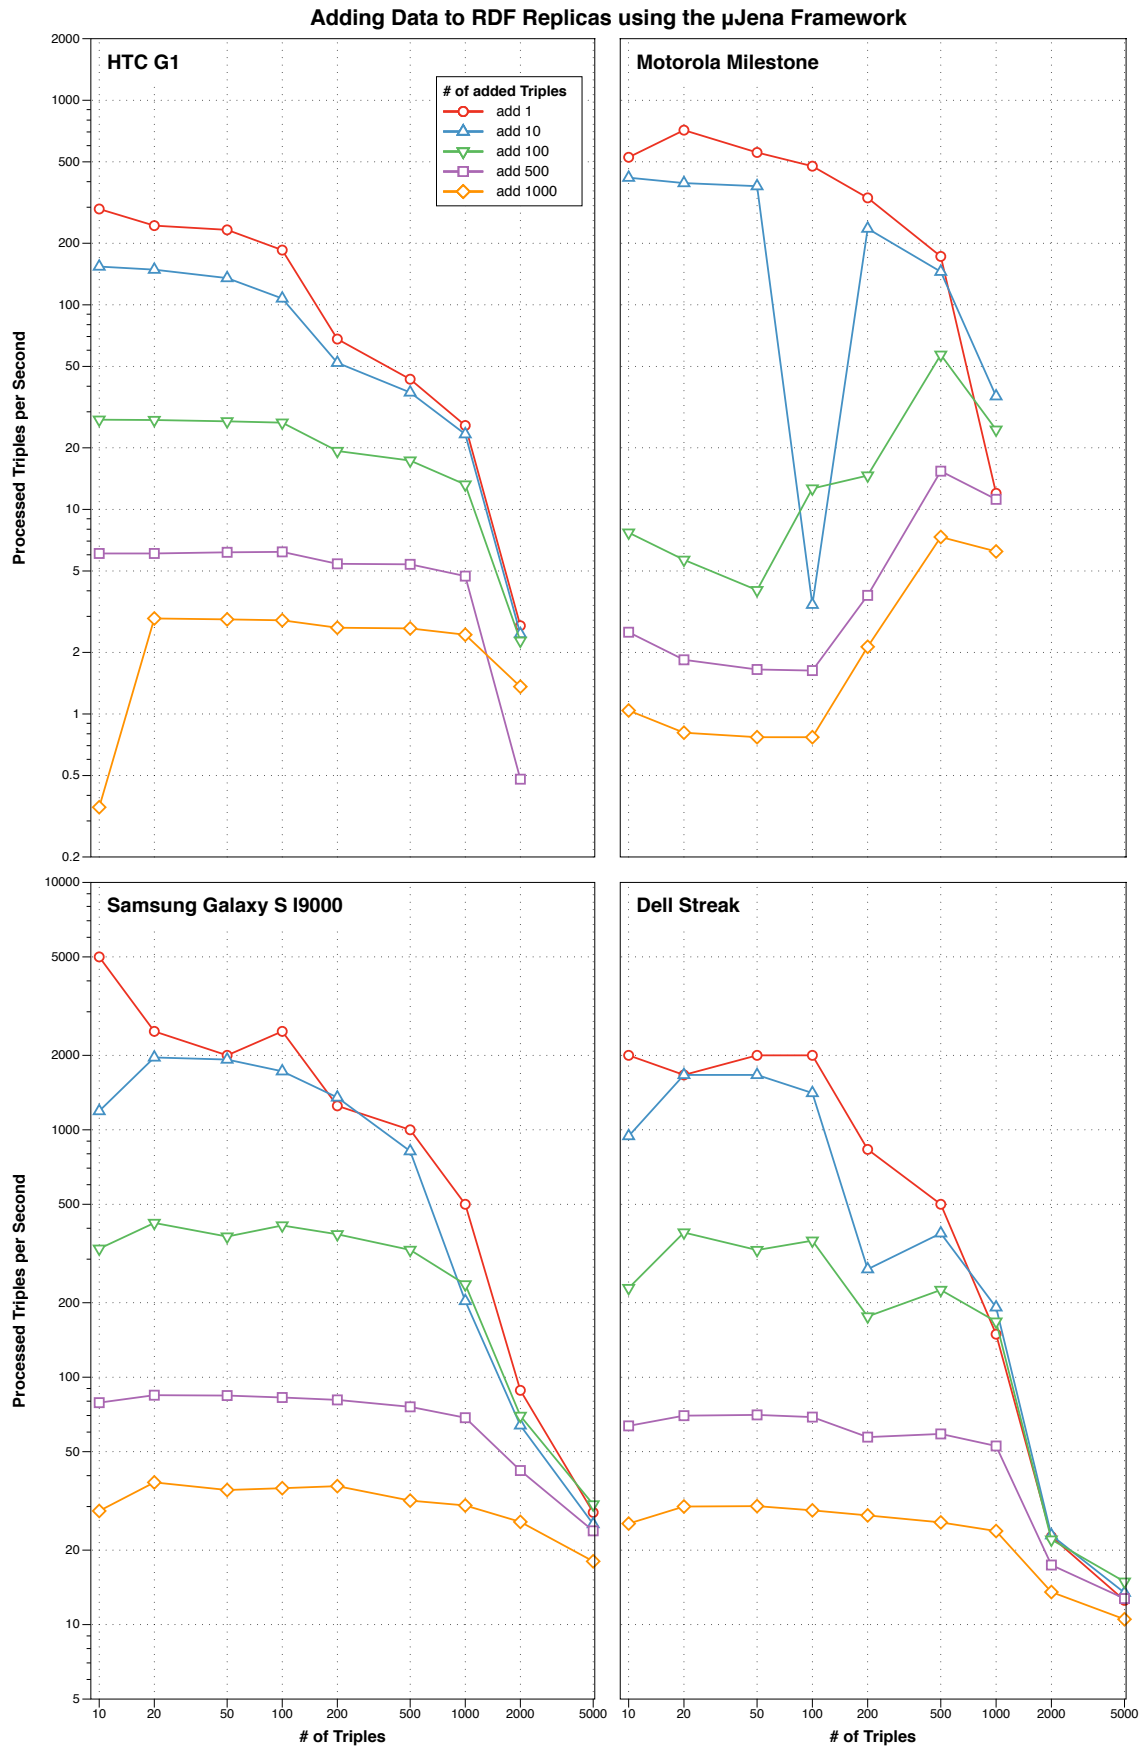 Adding Data to RDF Replicas using the µJena Framework
HTC G1
Motorola Milestone
# of added Triples
add 1
add 10
add 100
add 500
add 1000
2000
1000
500
200
100
50
20
10
5
2
1
0.5
0.2
Processed Triples per Second
Samsung Galaxy S I9000
Dell Streak
10000
5000
2000
1000
500
200
100
50
20
10
5
Processed Triples per Second
10 20 50 100 200 500 1000 2000 5000
10 20 50 100 200 500 1000 2000 5000
# of Triples
# of Triples